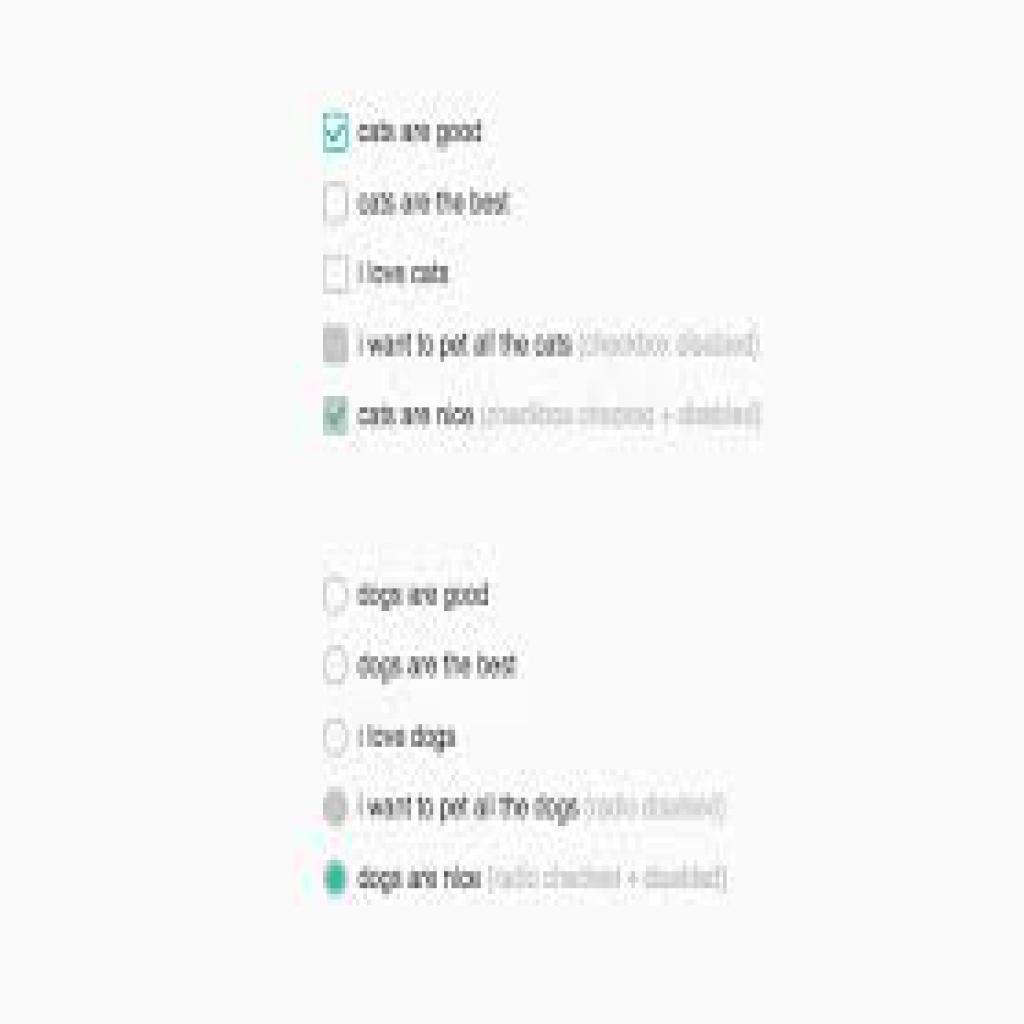 cats are good
cats are the best
i love cats
i want to pet all the cats (checkbox disabled)
cats are nice (checkbox checked + disabled)
dogs are good
dogs are the best
i love dogs
i want to pet all the dogs (radio disabled)
dogs are nice (radio checked + disabled)